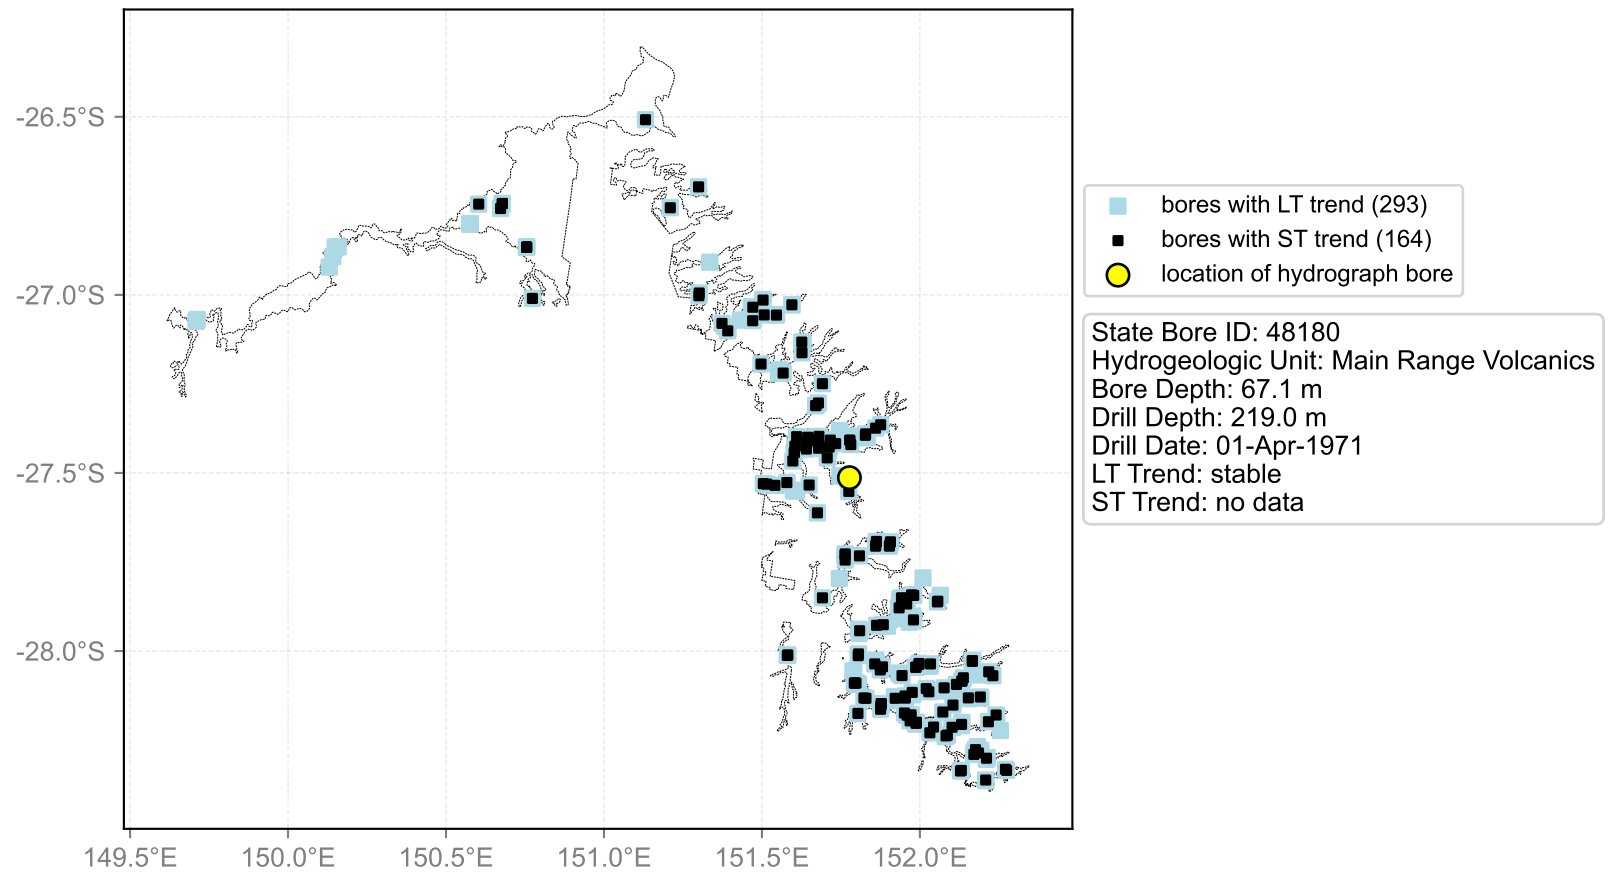 -26.5°S
-27.0°S
-27.5°S
-28.0°S
149.5°E 150.0°E 150.5°E 151.0°E 151.5°E 152.0°E
bores with LT trend (293)
bores with ST trend (164)
location of hydrograph bore
State Bore ID: 48180
Hydrogeologic Unit: Main Range Volcanics
Bore Depth: 67.1 m
Drill Depth: 219.0 m
Drill Date: 01-Apr-1971
LT Trend: stable
ST Trend: no data